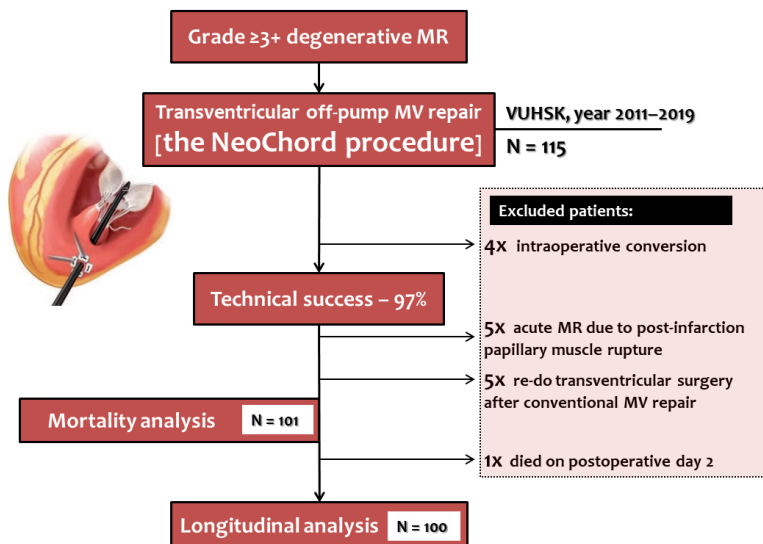 Grade ≥3+ degenerative MR
Transventricular off-pump MV repair
[the NeoChord procedure]
VUHSK, year 2011–2019
N = 115
Excluded patients:
4x intraoperative conversion
Technical success – 97%
5x acute MR due to post-infarction
papillary muscle rupture
5x re-do transventricular surgery
after conventional MV repair
Mortality analysis N = 101
1x died on postoperative day 2
Longitudinal analysis N = 100